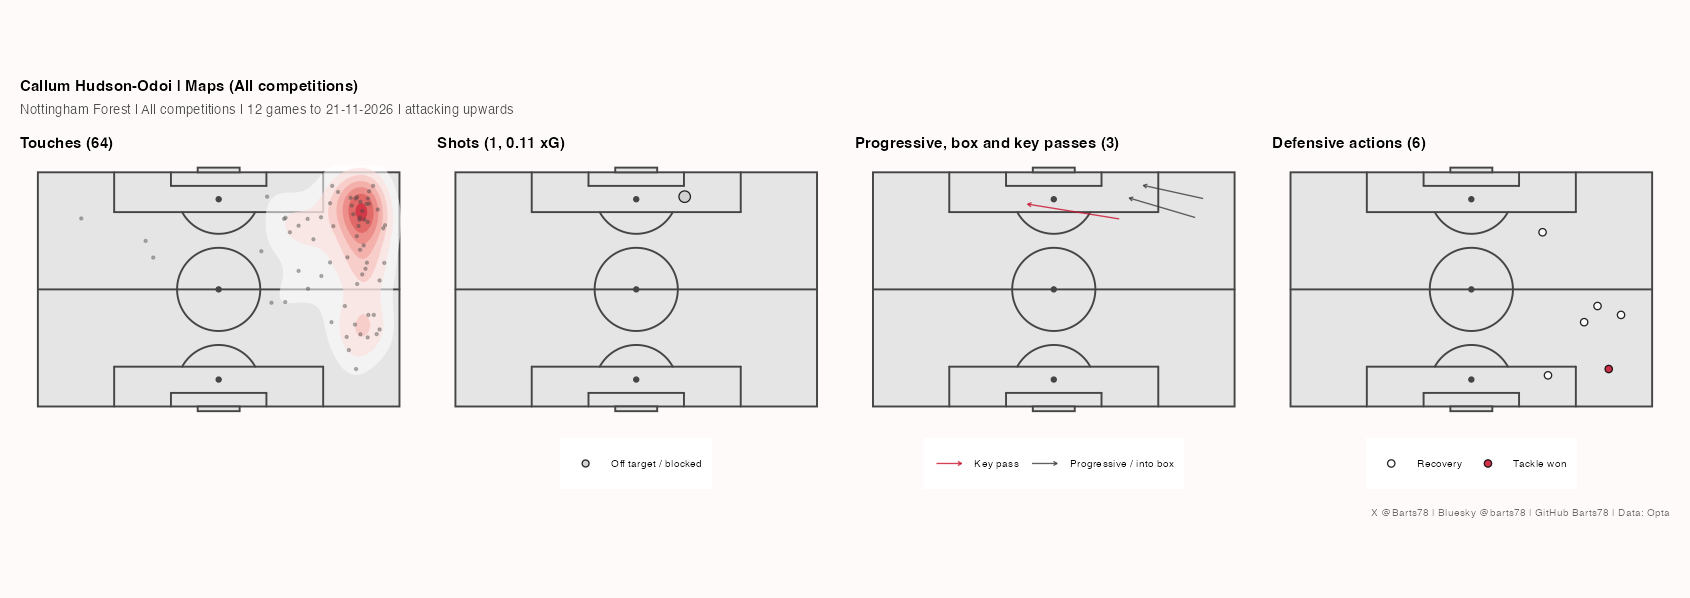 Callum Hudson-Odoi | Maps (All competitions)
Nottingham Forest | All competitions | 12 games to 21-11-2026 | attacking upwards
Touches (64)
Shots (1, 0.11 xG)
Progressive, box and key passes (3)
Defensive actions (6)
Off target / blocked
Key pass
Progressive / into box
Recovery
Tackle won
X @Barts78 | Bluesky @barts78 | GitHub Barts78 | Data: Opta